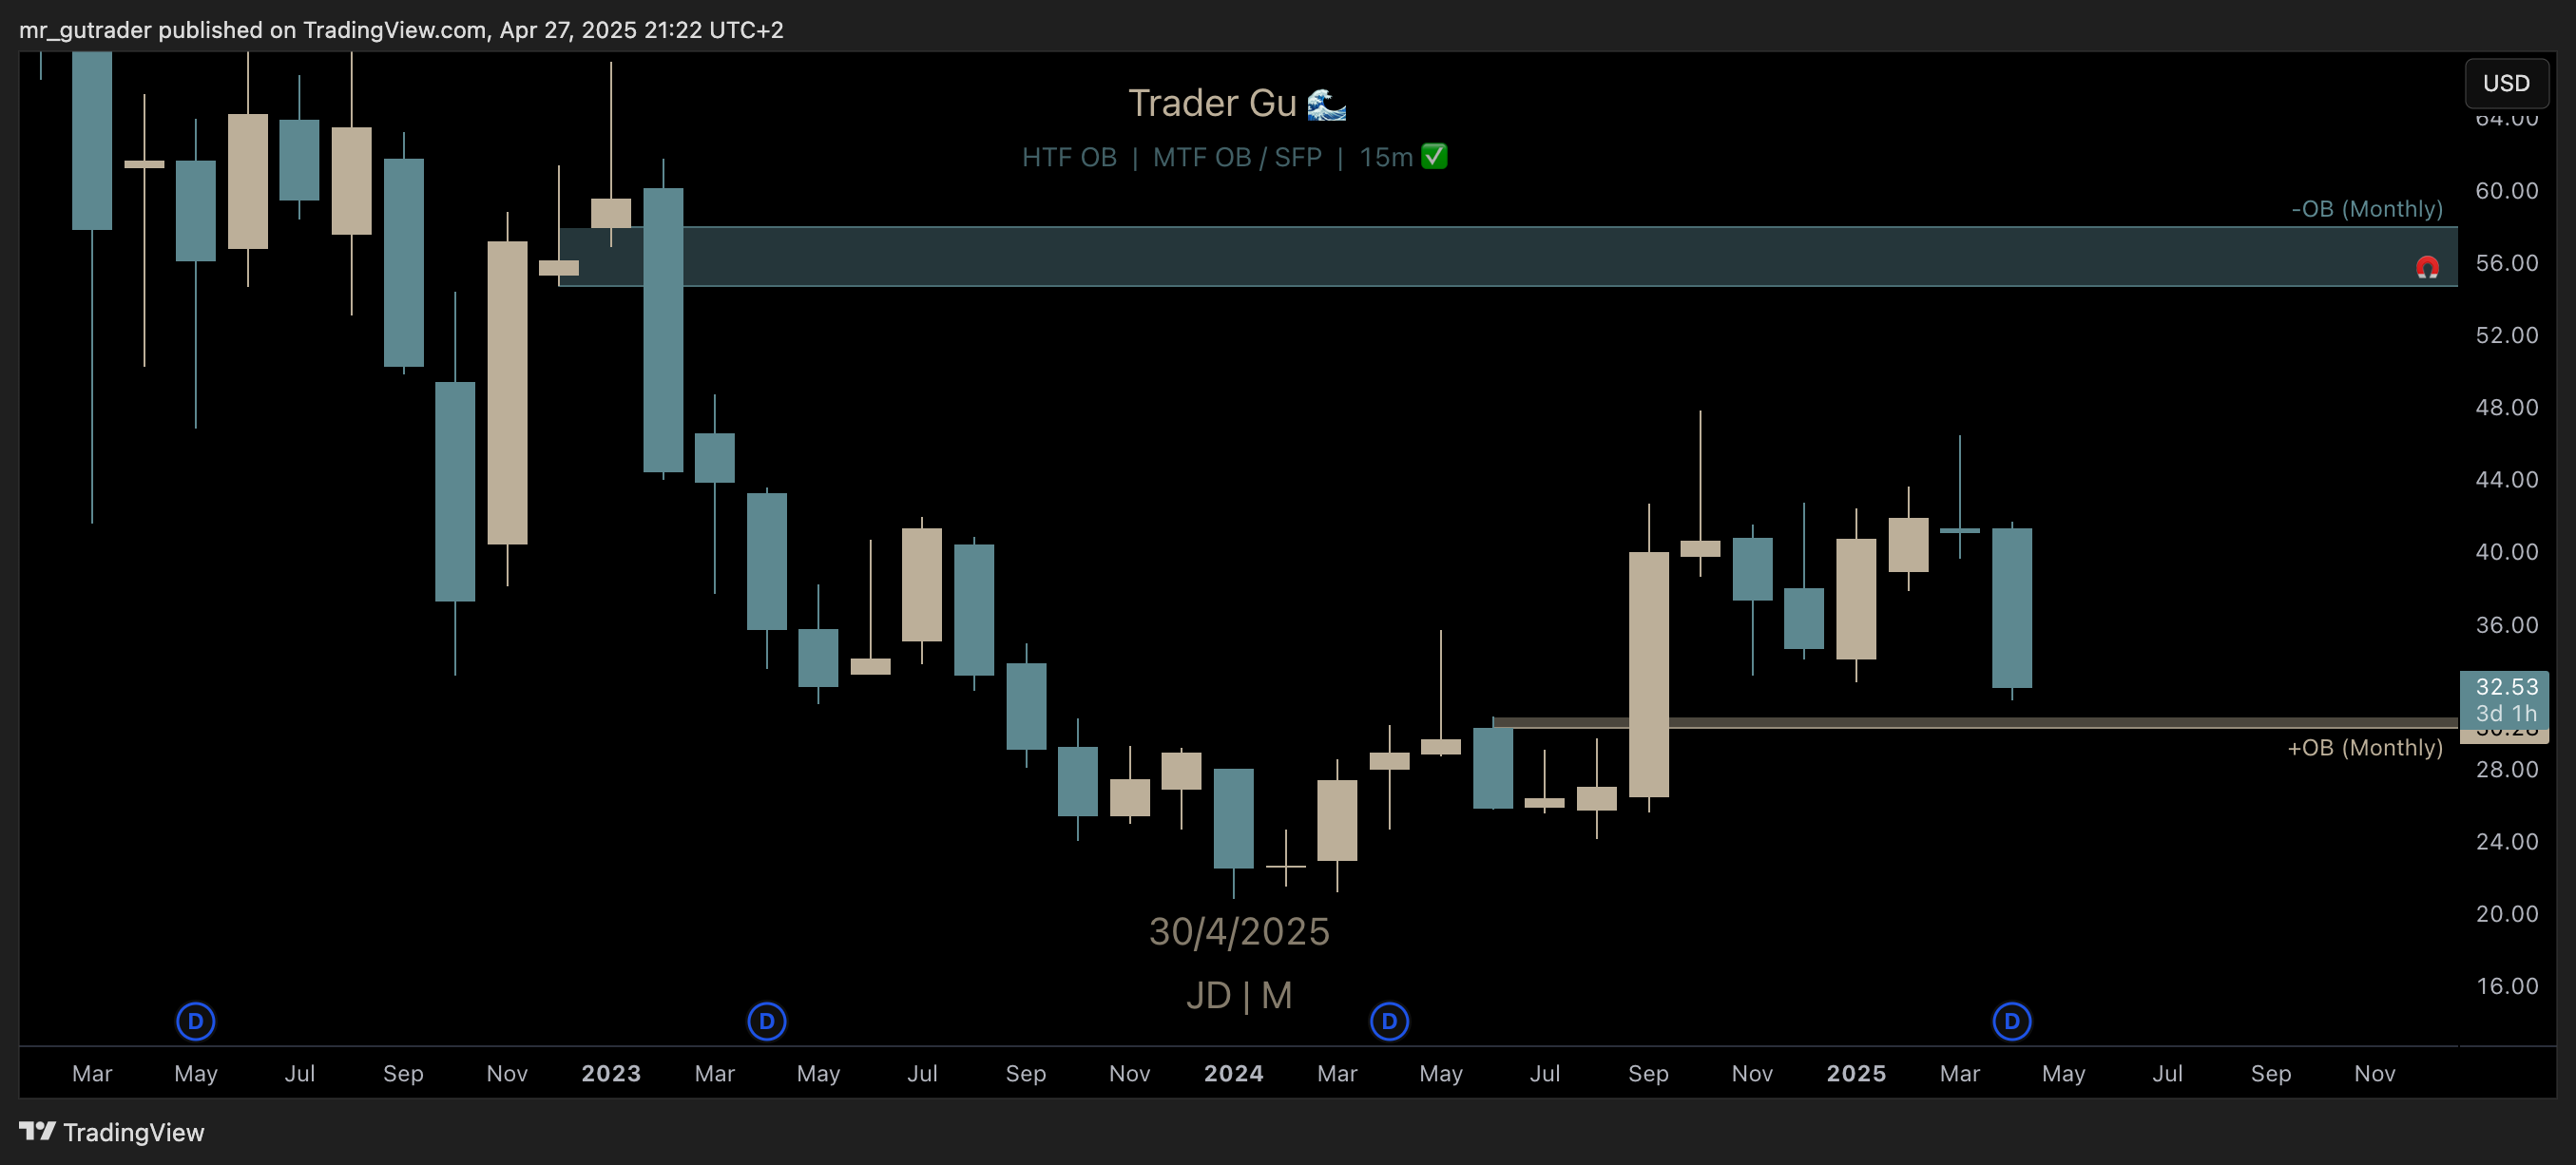 mr_gutrader published on TradingView.com, Apr 27, 2025 21:22 UTC+2
USD
Trader Gu 🌊
HTF OB | MTF OB / SFP | 15m ✅
64.00
60.00
-OB (Monthly)
56.00
52.00
48.00
44.00
40.00
36.00
32.53
3d 1h
30.28
+OB (Monthly)
28.00
24.00
20.00
16.00
30/4/2025
JD | M
D D D D
Mar May Jul Sep Nov 2023 Mar May Jul Sep Nov 2024 Mar May Jul Sep Nov 2025 Mar May Jul Sep Nov
TradingView